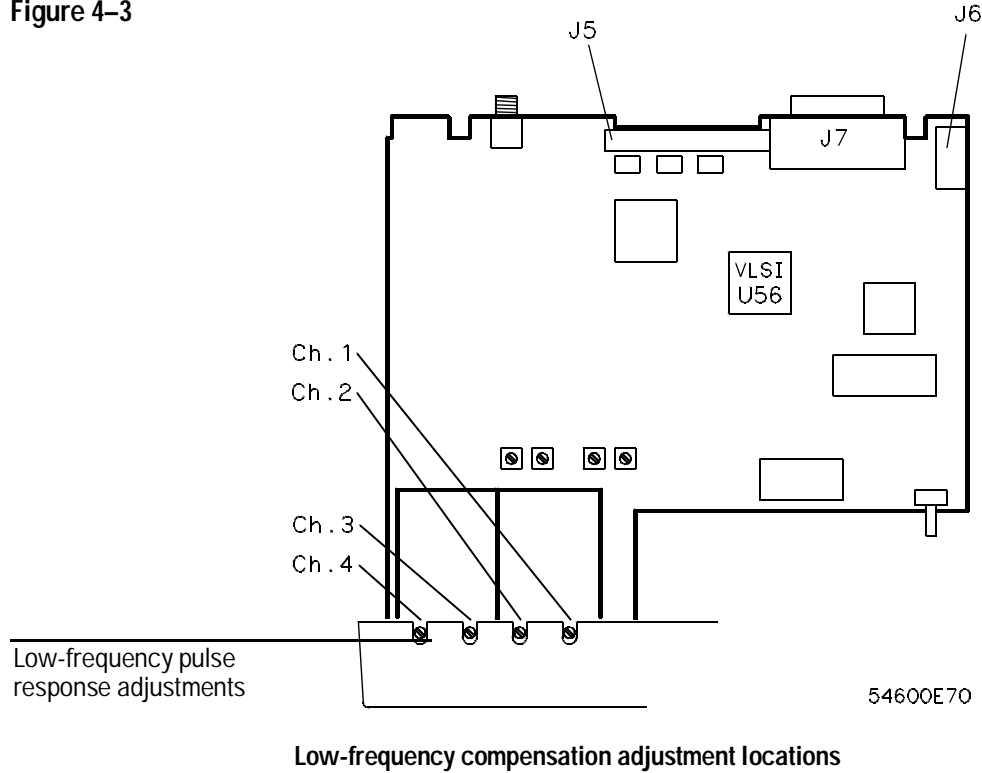 Figure 4–3
J6
J5
J7
VLSI
U56
Ch.1
Ch.2
Ch.3
Ch.4
Low-frequency pulse
response adjustments
54600E70
Low-frequency compensation adjustment locations